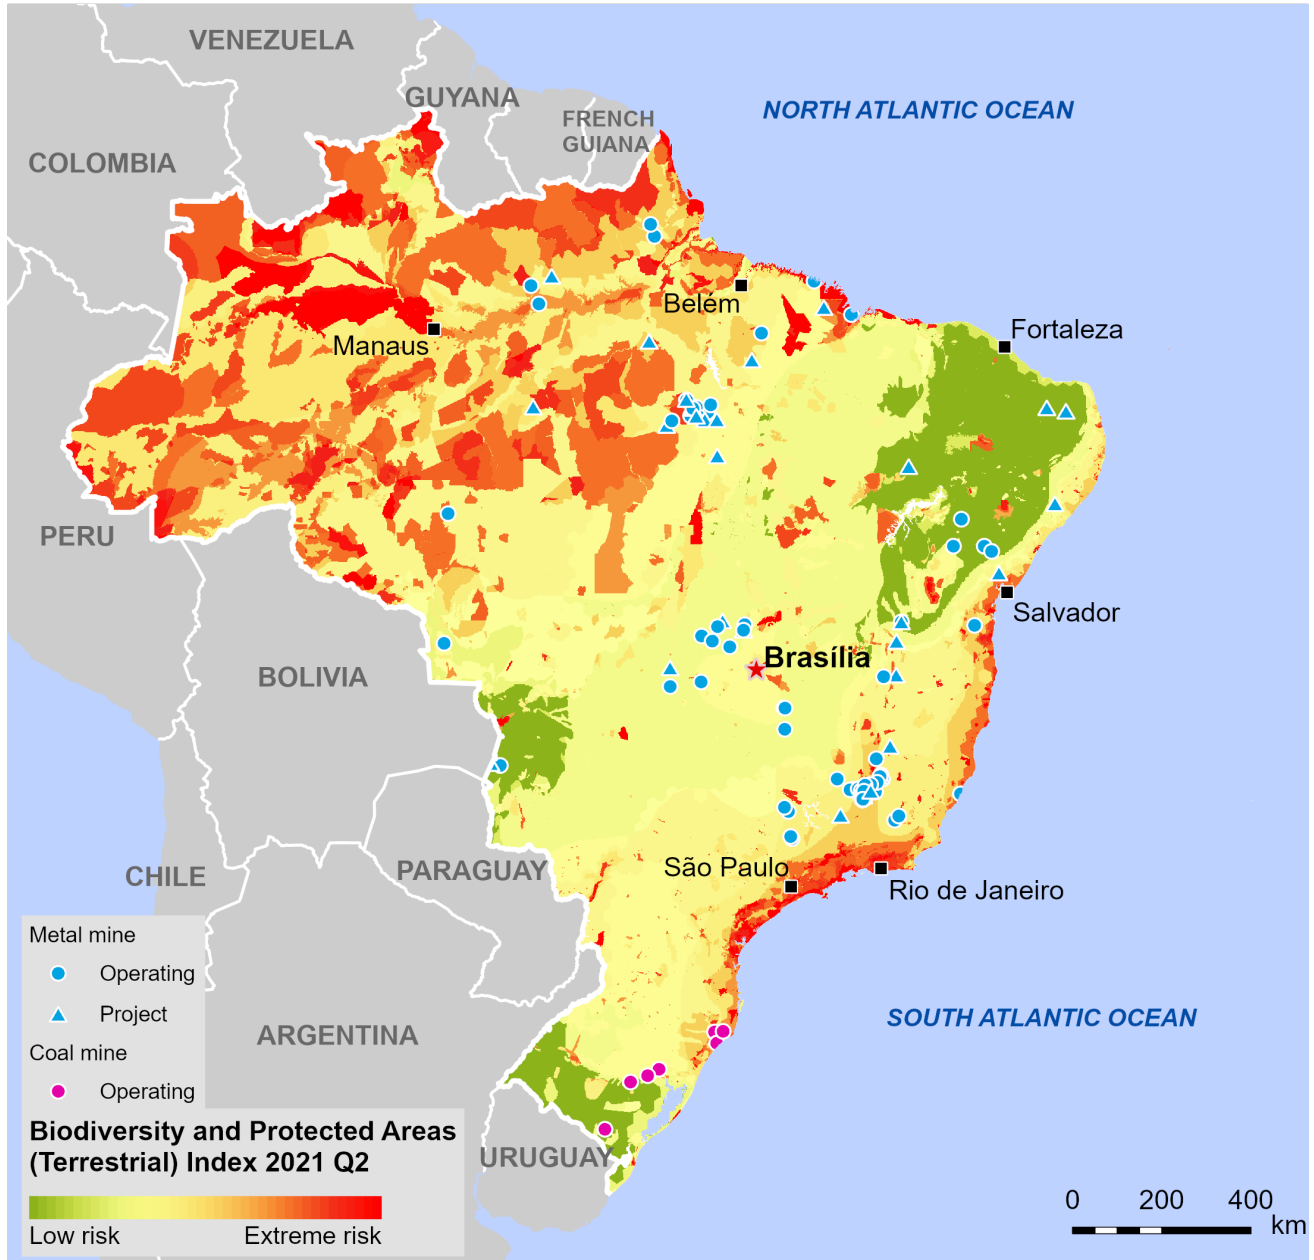 VENEZUELA
GUYANA
FRENCH
GUIANA
NORTH ATLANTIC OCEAN
COLOMBIA
Belém
Manaus
Fortaleza
PERU
Salvador
Brasília
BOLIVIA
São Paulo
PARAGUAY
CHILE
Rio de Janeiro
Metal mine
Operating
Project
Coal mine
Operating
ARGENTINA
SOUTH ATLANTIC OCEAN
Biodiversity and Protected Areas
(Terrestrial) Index 2021 Q2
Low risk Extreme risk
URUGUAY
0 200 400
km